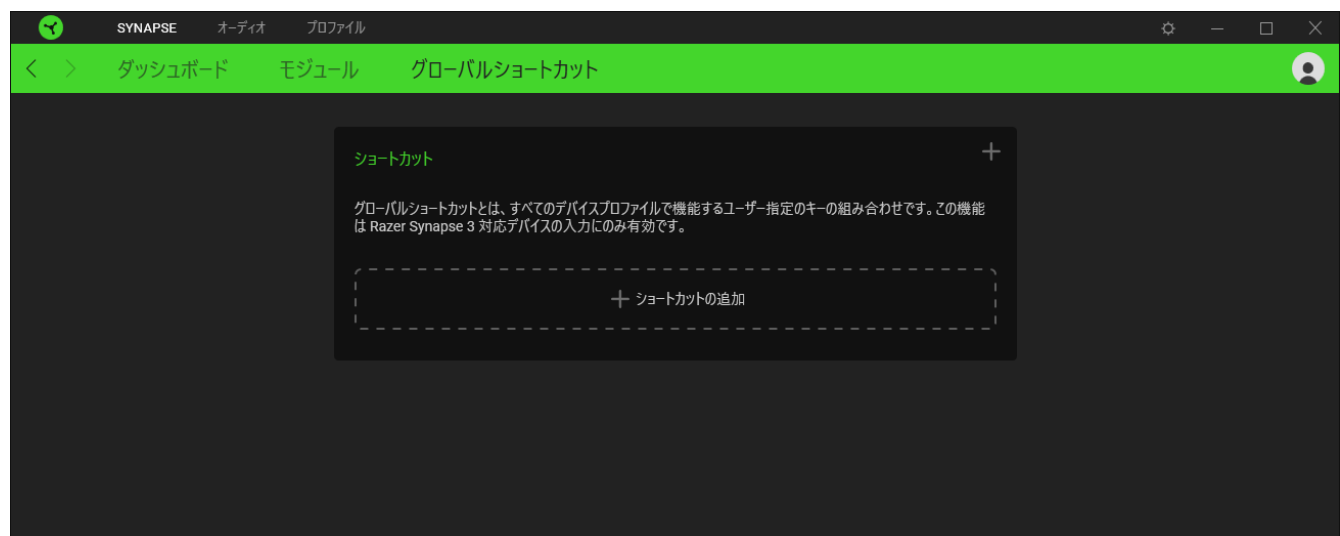 SYNAPSE オーディオ プロファイル
ダッシュボード モジュール グローバルショートカット
ショートカット
グローバルショートカットとは、すべてのデバイスプロファイルで機能するユーザー指定のキーの組み合わせです。この機能
は Razer Synapse 3 対応デバイスの入力にのみ有効です。
ショートカットの追加